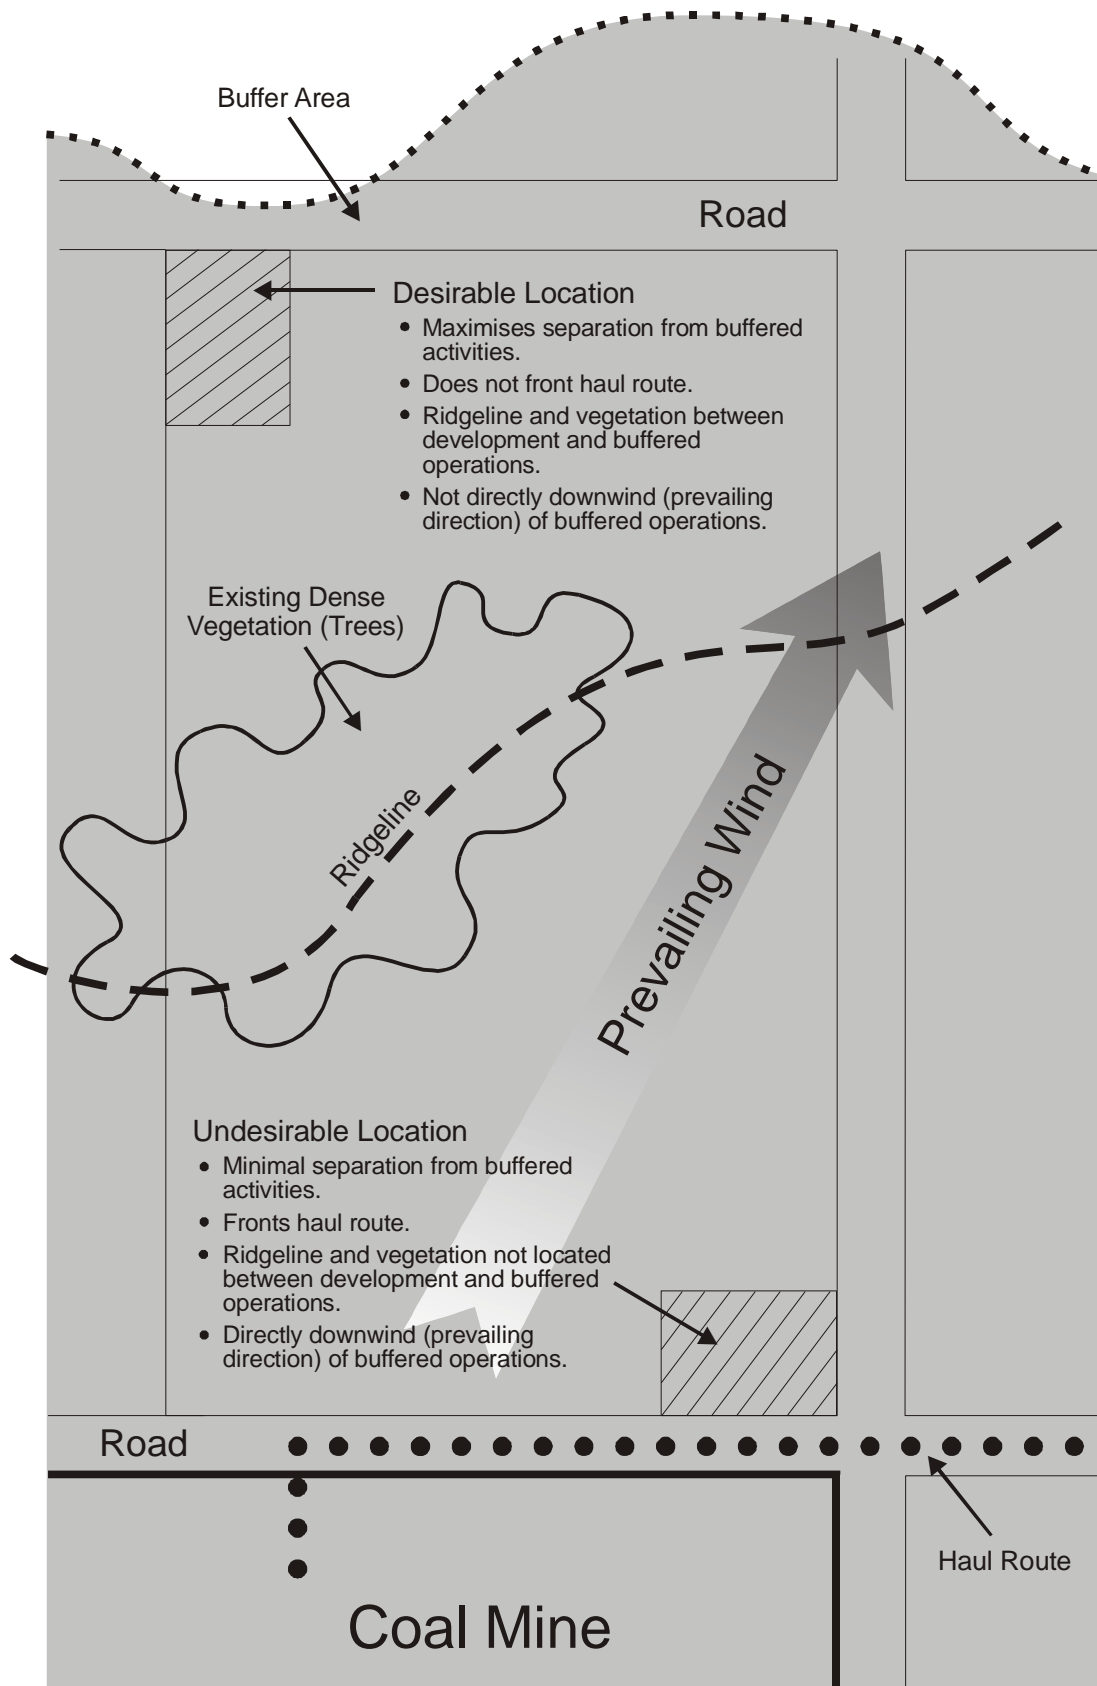 Buffer Area
Road
Desirable Location
• Maximises separation from buffered
activities.
• Does not front haul route.
• Ridgeline and vegetation between
development and buffered
operations.
• Not directly downwind (prevailing
direction) of buffered operations.
Existing Dense
Vegetation (Trees)
Ridgeline
Prevailing Wind
Undesirable Location
• Minimal separation from buffered
activities.
• Fronts haul route.
• Ridgeline and vegetation not located
between development and buffered
operations.
• Directly downwind (prevailing
direction) of buffered operations.
Road
Haul Route
Coal Mine